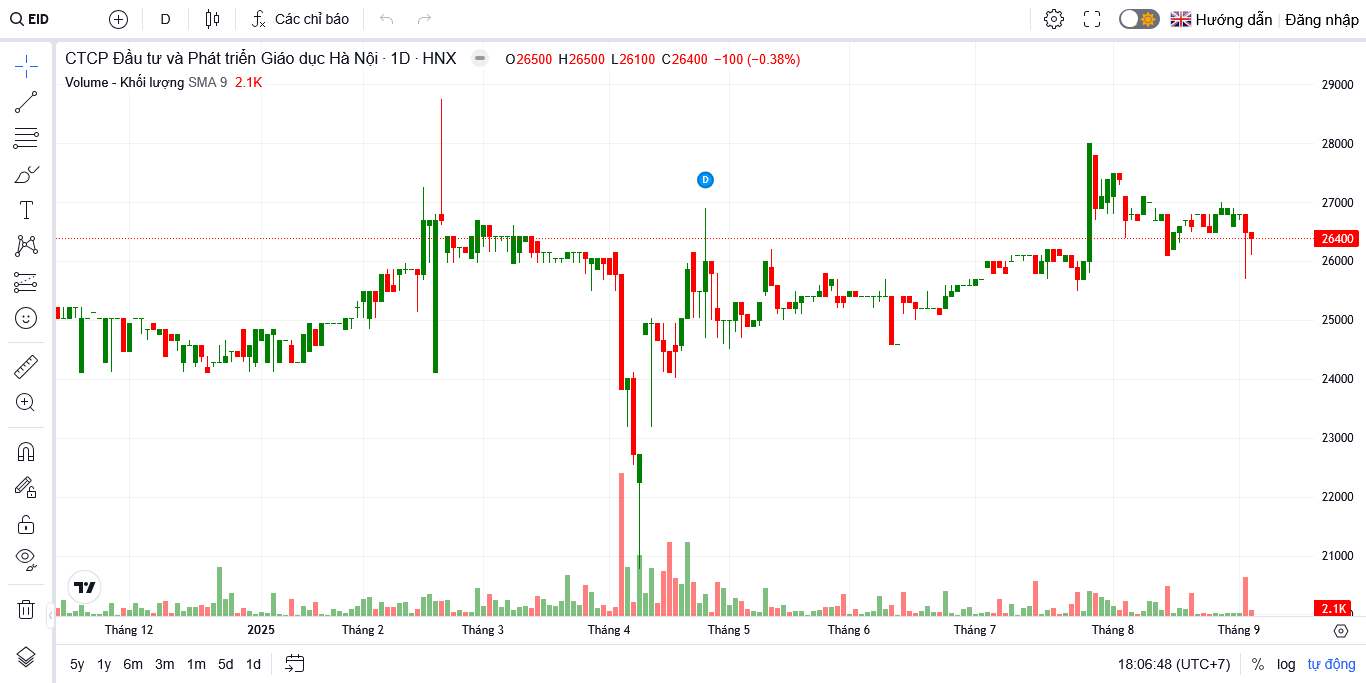 EID D Các chỉ báo Hướng dẫn Đăng nhập
CTCP Đầu tư và Phát triển Giáo dục Hà Nội · 1D · HNX O26500 H26500 L26100 C26400 −100 (−0.38%)
Volume - Khối lượng SMA 9 2.1K
29000
28000
D
27000
26400
26000
25000
24000
23000
22000
21000
2.1K
Tháng 12 2025 Tháng 2 Tháng 3 Tháng 4 Tháng 5 Tháng 6 Tháng 7 Tháng 8 Tháng 9
5y 1y 6m 3m 1m 5d 1d 18:06:48 (UTC+7) % log tự động